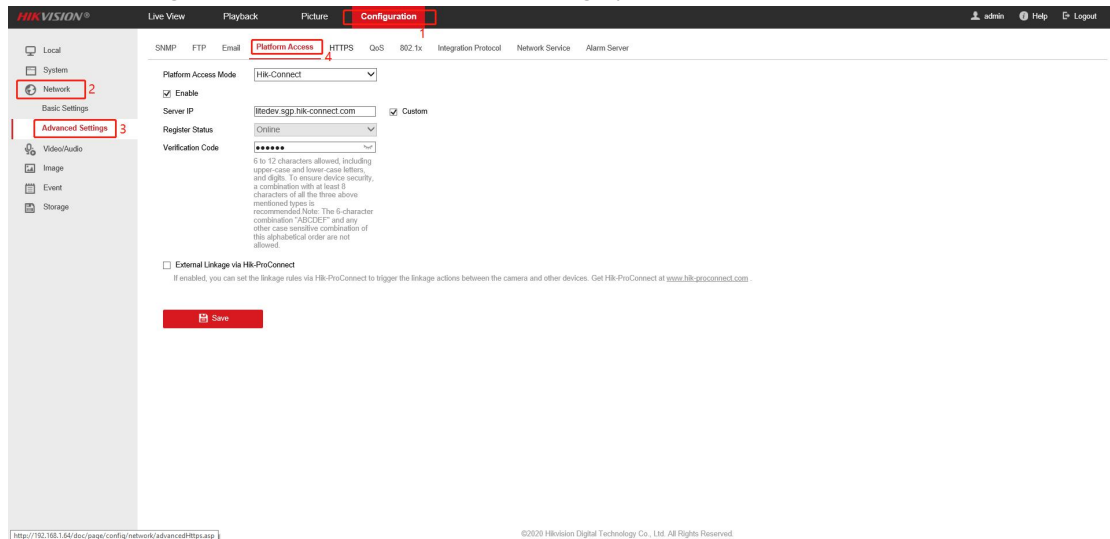 HIKVISION®
Live View Playback Picture Configuration admin Help Logout
1
Local
System
Network 2
Basic Settings
Advanced Settings 3
Video/Audio
Image
Event
Storage
SNMP FTP Email Platform Access HTTPS QoS 802.1x Integration Protocol Network Service Alarm Server
4
Platform Access Mode Hik-Connect
Enable
Server IP litedev.sgp.hik-connect.com Custom
Register Status Online
Verification Code ••••••
6 to 12 characters allowed, including
upper-case and lower-case letters,
and digits. To ensure device security,
a combination with at least 8
characters of all the three above
mentioned types is
recommended.Note: The 6-character
combination "ABCDEF" and any
other case sensitive combination of
this alphabetical order are not
allowed.
External Linkage via Hik-ProConnect
If enabled, you can set the linkage rules via Hik-ProConnect to trigger the linkage actions between the camera and other devices. Get Hik-ProConnect at www.hik-proconnect.com .
Save
©2020 Hikvision Digital Technology Co., Ltd. All Rights Reserved.
http://192.168.1.64/doc/page/config/network/advancedHttps.asp